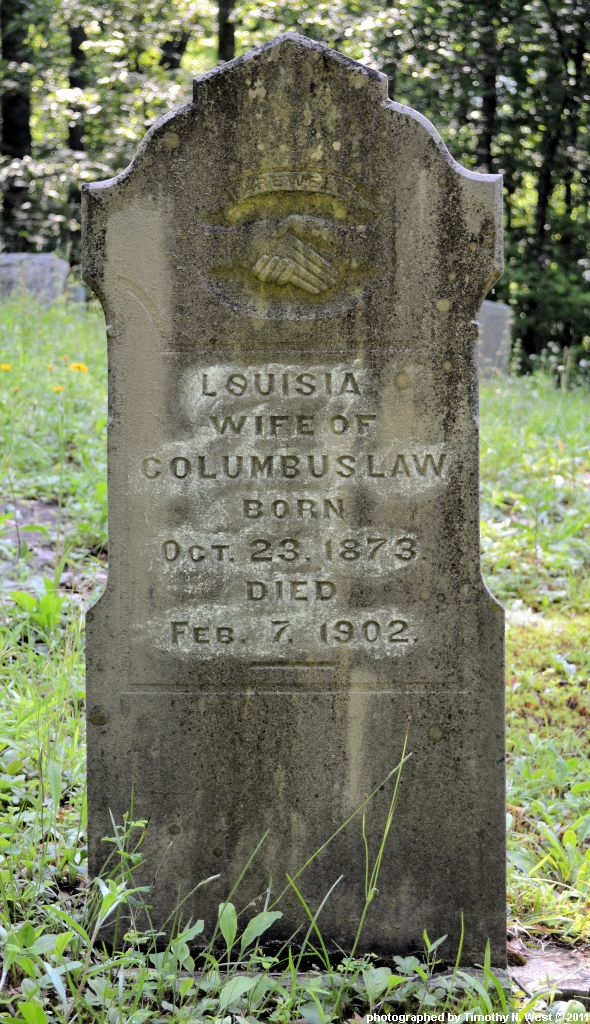 LOUISIA
WIFE OF
COLUMBUS LAW
BORN
OCT. 23. 1873.
DIED
FEB. 7. 1902.
photographed by Timothy N. West © 2011